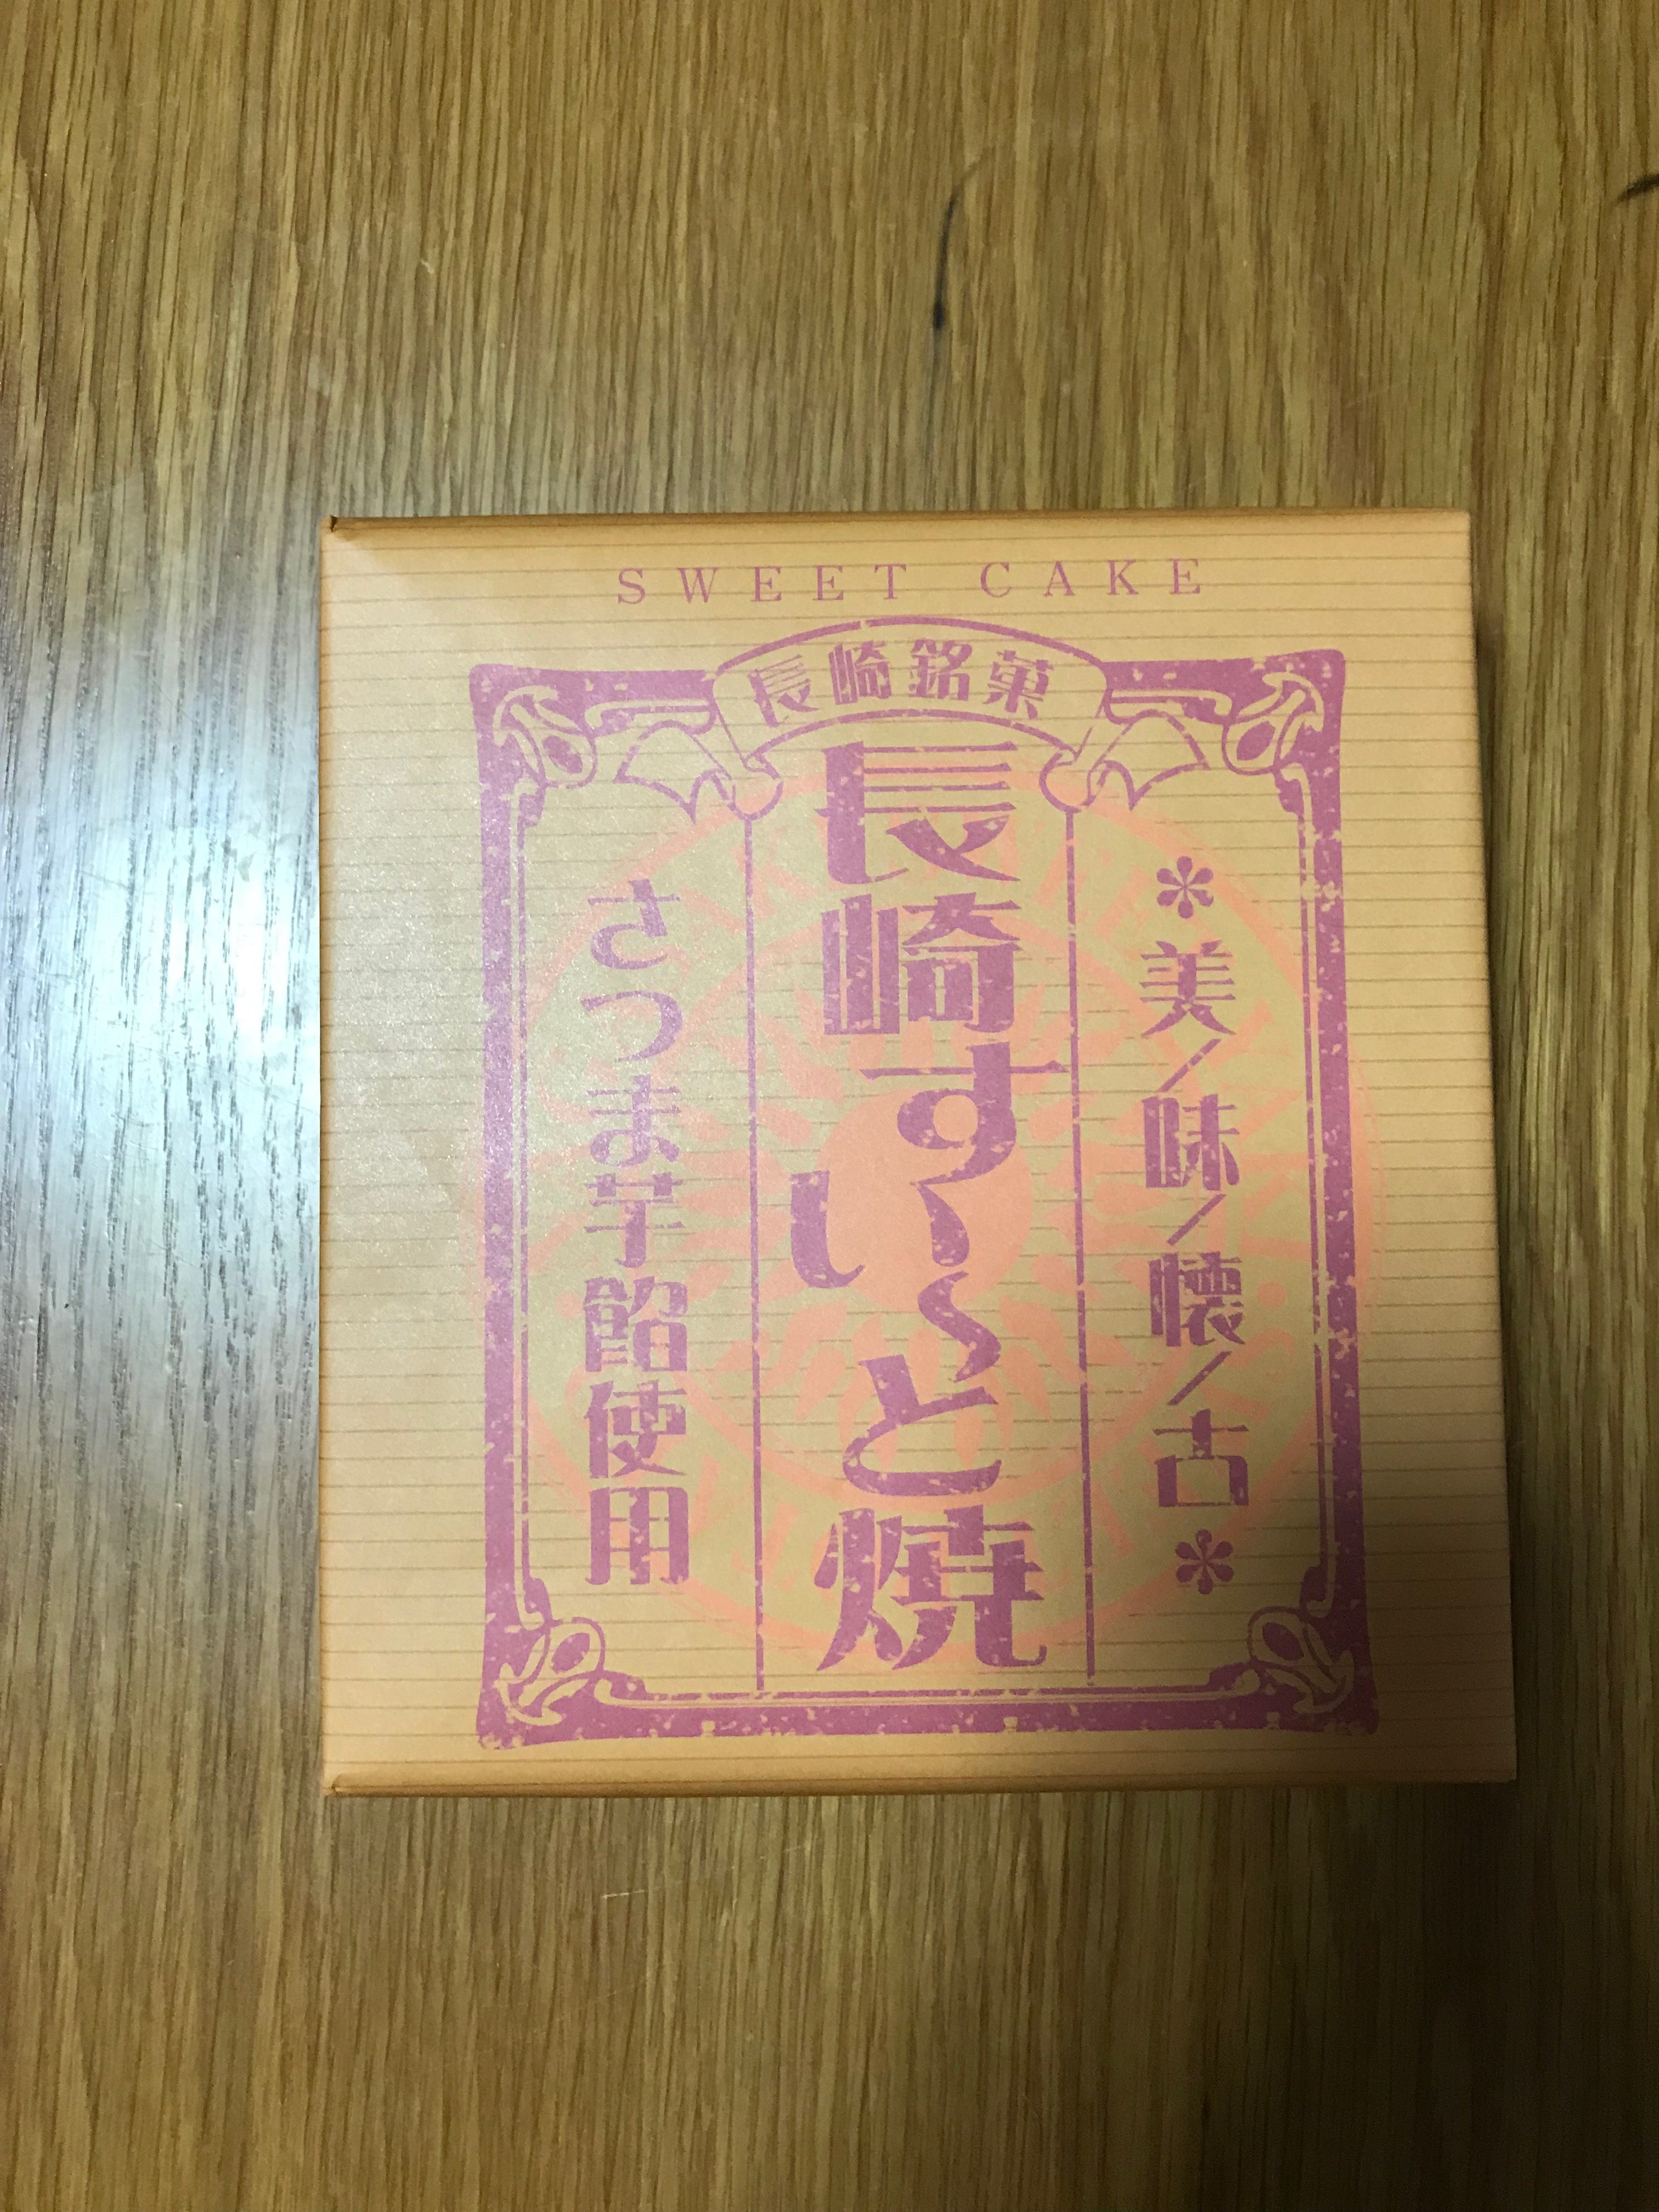 SWEET CAKE
長崎銘菓
✽美/味/懐/古✽
長崎すい〜と焼
さつま芋餡使用